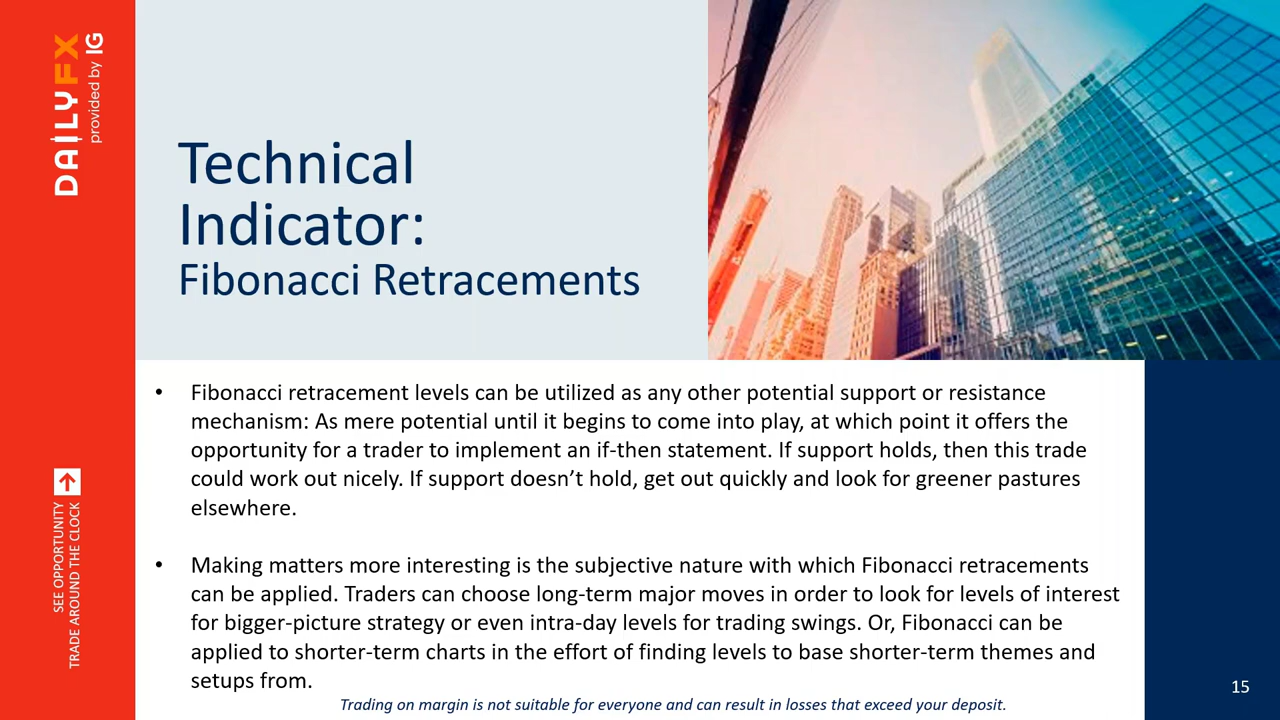 DAILYFX
provided by IG
SEE OPPORTUNITY
TRADE AROUND THE CLOCK
Technical
Indicator:
Fibonacci Retracements
• Fibonacci retracement levels can be utilized as any other potential support or resistance
mechanism: As mere potential until it begins to come into play, at which point it offers the
opportunity for a trader to implement an if-then statement. If support holds, then this trade
could work out nicely. If support doesn’t hold, get out quickly and look for greener pastures
elsewhere.
• Making matters more interesting is the subjective nature with which Fibonacci retracements
can be applied. Traders can choose long-term major moves in order to look for levels of interest
for bigger-picture strategy or even intra-day levels for trading swings. Or, Fibonacci can be
applied to shorter-term charts in the effort of finding levels to base shorter-term themes and
setups from.
Trading on margin is not suitable for everyone and can result in losses that exceed your deposit.
15